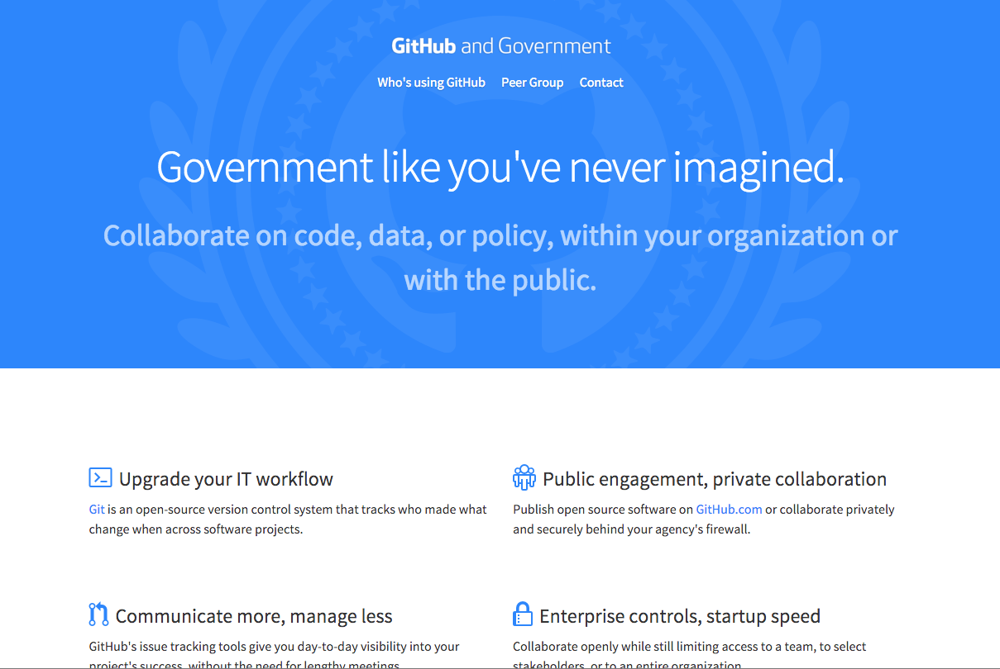 GitHub and Government
Who's using GitHub Peer Group Contact
Government like you've never imagined.
Collaborate on code, data, or policy, within your organization or
with the public.
Upgrade your IT workflow
Git is an open-source version control system that tracks who made what
change when across software projects.
Public engagement, private collaboration
Publish open source software on GitHub.com or collaborate privately
and securely behind your agency's firewall.
Communicate more, manage less
GitHub's issue tracking tools give you day-to-day visibility into your
project's success, without the need for lengthy meetings.
Enterprise controls, startup speed
Collaborate openly while still limiting access to a team, to select
stakeholders, or to an entire organization.